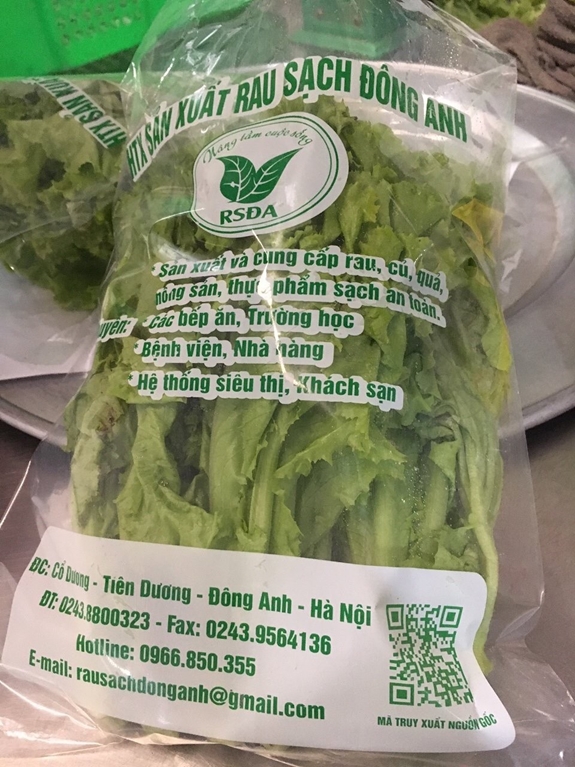 HTX SẢN XUẤT RAU SẠCH ĐÔNG ANH
Nâng tầm cuộc sống
RSĐA
* Sản xuất và cung cấp rau, củ, quả,
nông sản, thực phẩm sạch an toàn.
* Các bếp ăn, Trường học
* Bệnh viện, Nhà hàng
* Hệ thống siêu thị, Khách sạn
ĐC: Cổ Dương - Tiên Dương - Đông Anh - Hà Nội
ĐT: 0243.8800323 - Fax: 0243.9564136
Hotline: 0966.850.355
E-mail: rausachdonganh@gmail.com
MÃ TRUY XUẤT NGUỒN GỐC
HTX SẢN